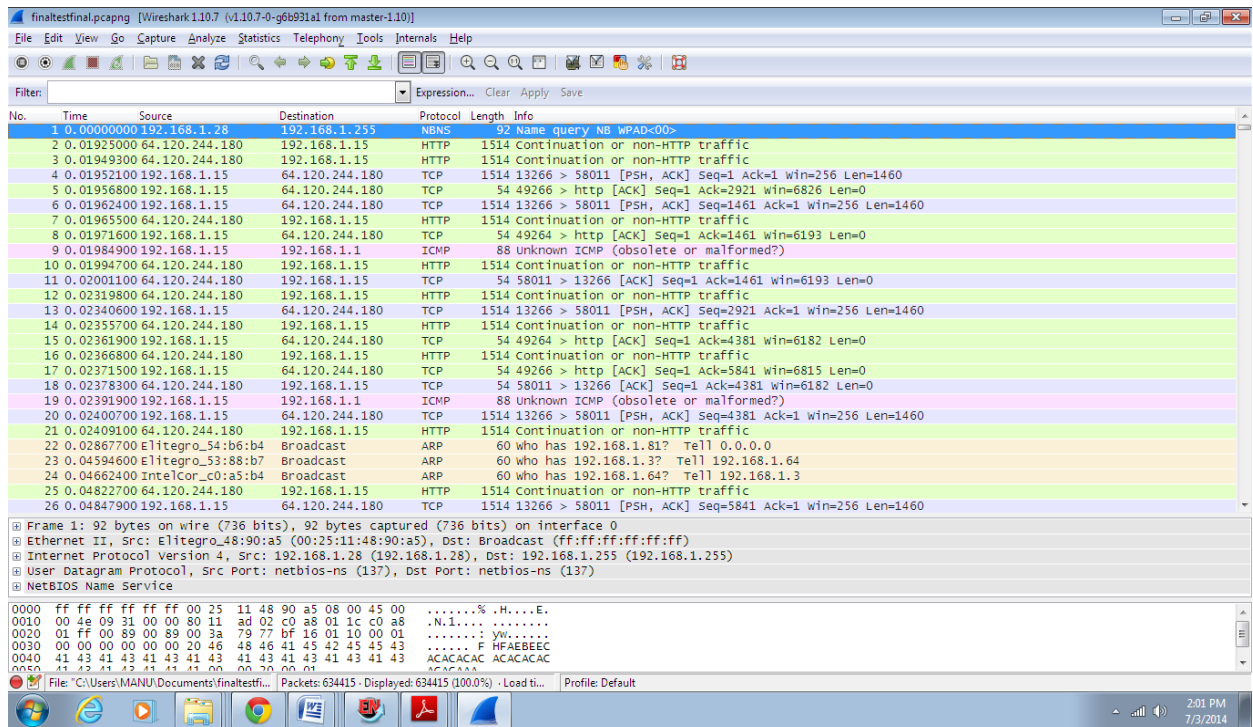 finaltestfinal.pcapng [Wireshark 1.10.7 (v1.10.7-0-g6b931a1 from master-1.10)]
File Edit View Go Capture Analyze Statistics Telephony Tools Internals Help
Filter: Expression... Clear Apply Save
No. Time Source Destination Protocol Length Info
1 0.00000000 192.168.1.28 192.168.1.255 NBNS 92 Name query NB WPAD<00>
2 0.01925000 64.120.244.180 192.168.1.15 HTTP 1514 Continuation or non-HTTP traffic
3 0.01949300 64.120.244.180 192.168.1.15 HTTP 1514 Continuation or non-HTTP traffic
4 0.01952100 192.168.1.15 64.120.244.180 TCP 1514 13266 > 58011 [PSH, ACK] Seq=1 Ack=1 Win=256 Len=1460
5 0.01956800 192.168.1.15 64.120.244.180 TCP 54 49266 > http [ACK] Seq=1 Ack=2921 Win=6826 Len=0
6 0.01962400 192.168.1.15 64.120.244.180 TCP 1514 13266 > 58011 [PSH, ACK] Seq=1461 Ack=1 Win=256 Len=1460
7 0.01965500 64.120.244.180 192.168.1.15 HTTP 1514 Continuation or non-HTTP traffic
8 0.01971600 192.168.1.15 64.120.244.180 TCP 54 49264 > http [ACK] Seq=1 Ack=1461 Win=6193 Len=0
9 0.01984900 192.168.1.15 192.168.1.1 ICMP 88 Unknown ICMP (obsolete or malformed?)
10 0.01994700 64.120.244.180 192.168.1.15 HTTP 1514 Continuation or non-HTTP traffic
11 0.02001100 64.120.244.180 192.168.1.15 TCP 54 58011 > 13266 [ACK] Seq=1 Ack=1461 Win=6193 Len=0
12 0.02319800 64.120.244.180 192.168.1.15 HTTP 1514 Continuation or non-HTTP traffic
13 0.02340600 192.168.1.15 64.120.244.180 TCP 1514 13266 > 58011 [PSH, ACK] Seq=2921 Ack=1 Win=256 Len=1460
14 0.02355700 64.120.244.180 192.168.1.15 HTTP 1514 Continuation or non-HTTP traffic
15 0.02361900 192.168.1.15 64.120.244.180 TCP 54 49264 > http [ACK] Seq=1 Ack=4381 Win=6182 Len=0
16 0.02366800 64.120.244.180 192.168.1.15 HTTP 1514 Continuation or non-HTTP traffic
17 0.02371500 192.168.1.15 64.120.244.180 TCP 54 49266 > http [ACK] Seq=1 Ack=5841 Win=6815 Len=0
18 0.02378300 64.120.244.180 192.168.1.15 TCP 54 58011 > 13266 [ACK] Seq=1 Ack=4381 Win=6182 Len=0
19 0.02391900 192.168.1.15 192.168.1.1 ICMP 88 Unknown ICMP (obsolete or malformed?)
20 0.02400700 192.168.1.15 64.120.244.180 TCP 1514 13266 > 58011 [PSH, ACK] Seq=4381 Ack=1 Win=256 Len=1460
21 0.02409100 64.120.244.180 192.168.1.15 HTTP 1514 Continuation or non-HTTP traffic
22 0.02867700 Elitegro_54:b6:b4 Broadcast ARP 60 Who has 192.168.1.81? Tell 0.0.0.0
23 0.04594600 Elitegro_53:88:b7 Broadcast ARP 60 Who has 192.168.1.3? Tell 192.168.1.64
24 0.04662400 IntelCor_c0:a5:b4 Broadcast ARP 60 Who has 192.168.1.64? Tell 192.168.1.3
25 0.04822700 64.120.244.180 192.168.1.15 HTTP 1514 Continuation or non-HTTP traffic
26 0.04847900 192.168.1.15 64.120.244.180 TCP 1514 13266 > 58011 [PSH, ACK] Seq=5841 Ack=1 Win=256 Len=1460
Frame 1: 92 bytes on wire (736 bits), 92 bytes captured (736 bits) on interface 0
Ethernet II, Src: Elitegro_48:90:a5 (00:25:11:48:90:a5), Dst: Broadcast (ff:ff:ff:ff:ff:ff)
Internet Protocol Version 4, Src: 192.168.1.28 (192.168.1.28), Dst: 192.168.1.255 (192.168.1.255)
User Datagram Protocol, Src Port: netbios-ns (137), Dst Port: netbios-ns (137)
NetBIOS Name Service
0000 ff ff ff ff ff ff 00 25 11 48 90 a5 08 00 45 00 .......% .H....E.
0010 00 4e 09 31 00 00 80 11 ad 02 c0 a8 01 1c c0 a8 .N.1.... ........
0020 01 ff 00 89 00 89 00 3a 79 77 bf 16 01 10 00 01 .......: yw......
0030 00 00 00 00 00 00 20 46 48 46 41 45 42 45 45 43 ...... F HFAEBEEC
0040 41 43 41 43 41 43 41 43 41 43 41 43 41 43 41 43 ACACACAC ACACACAC
0050 41 43 41 43 41 41 41 00 00 20 00 01 ACACAAA
File: "C:\Users\MANU\Documents\finaltestfi... Packets: 634415 · Displayed: 634415 (100.0%) · Load ti... Profile: Default
2:01 PM
7/3/2014